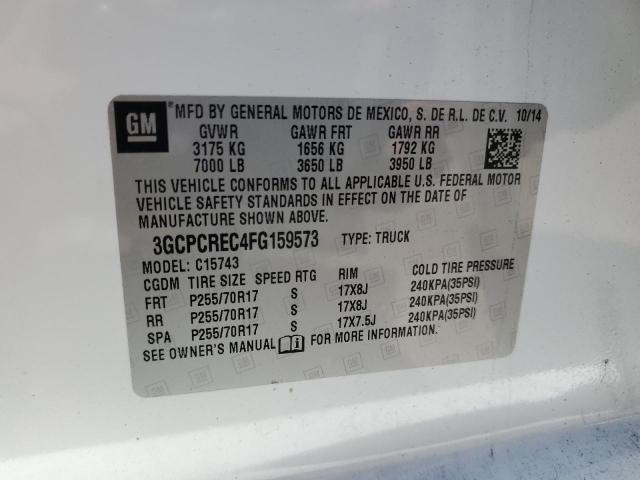 GM
®MFD BY GENERAL MOTORS DE MEXICO, S. DE R.L. DE C.V. 10/14
GVWR GAWR FRT GAWR RR
3175 KG 1656 KG 1792 KG
7000 LB 3650 LB 3950 LB
THIS VEHICLE CONFORMS TO ALL APPLICABLE U.S. FEDERAL MOTOR
VEHICLE SAFETY STANDARDS IN EFFECT ON THE DATE OF
MANUFACTURE SHOWN ABOVE.
3GCPCREC4FG159573 TYPE: TRUCK
MODEL: C15743
CGDM TIRE SIZE SPEED RTG RIM COLD TIRE PRESSURE
FRT P255/70R17 S 17X8J 240KPA(35PSI)
RR P255/70R17 S 17X8J 240KPA(35PSI)
SPA P255/70R17 S 17X7.5J 240KPA(35PSI)
SEE OWNER'S MANUAL FOR MORE INFORMATION.